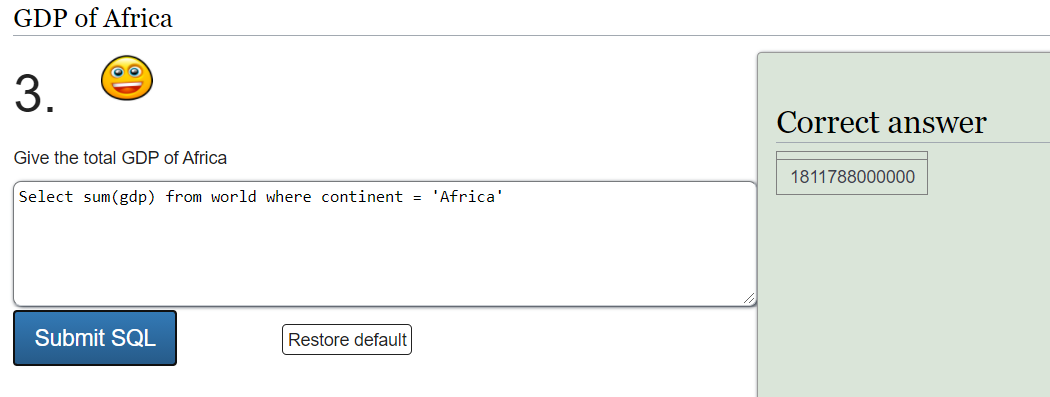 GDP of Africa
3.
Give the total GDP of Africa
Select sum(gdp) from world where continent = 'Africa'
Submit SQL
Restore default
Correct answer
1811788000000